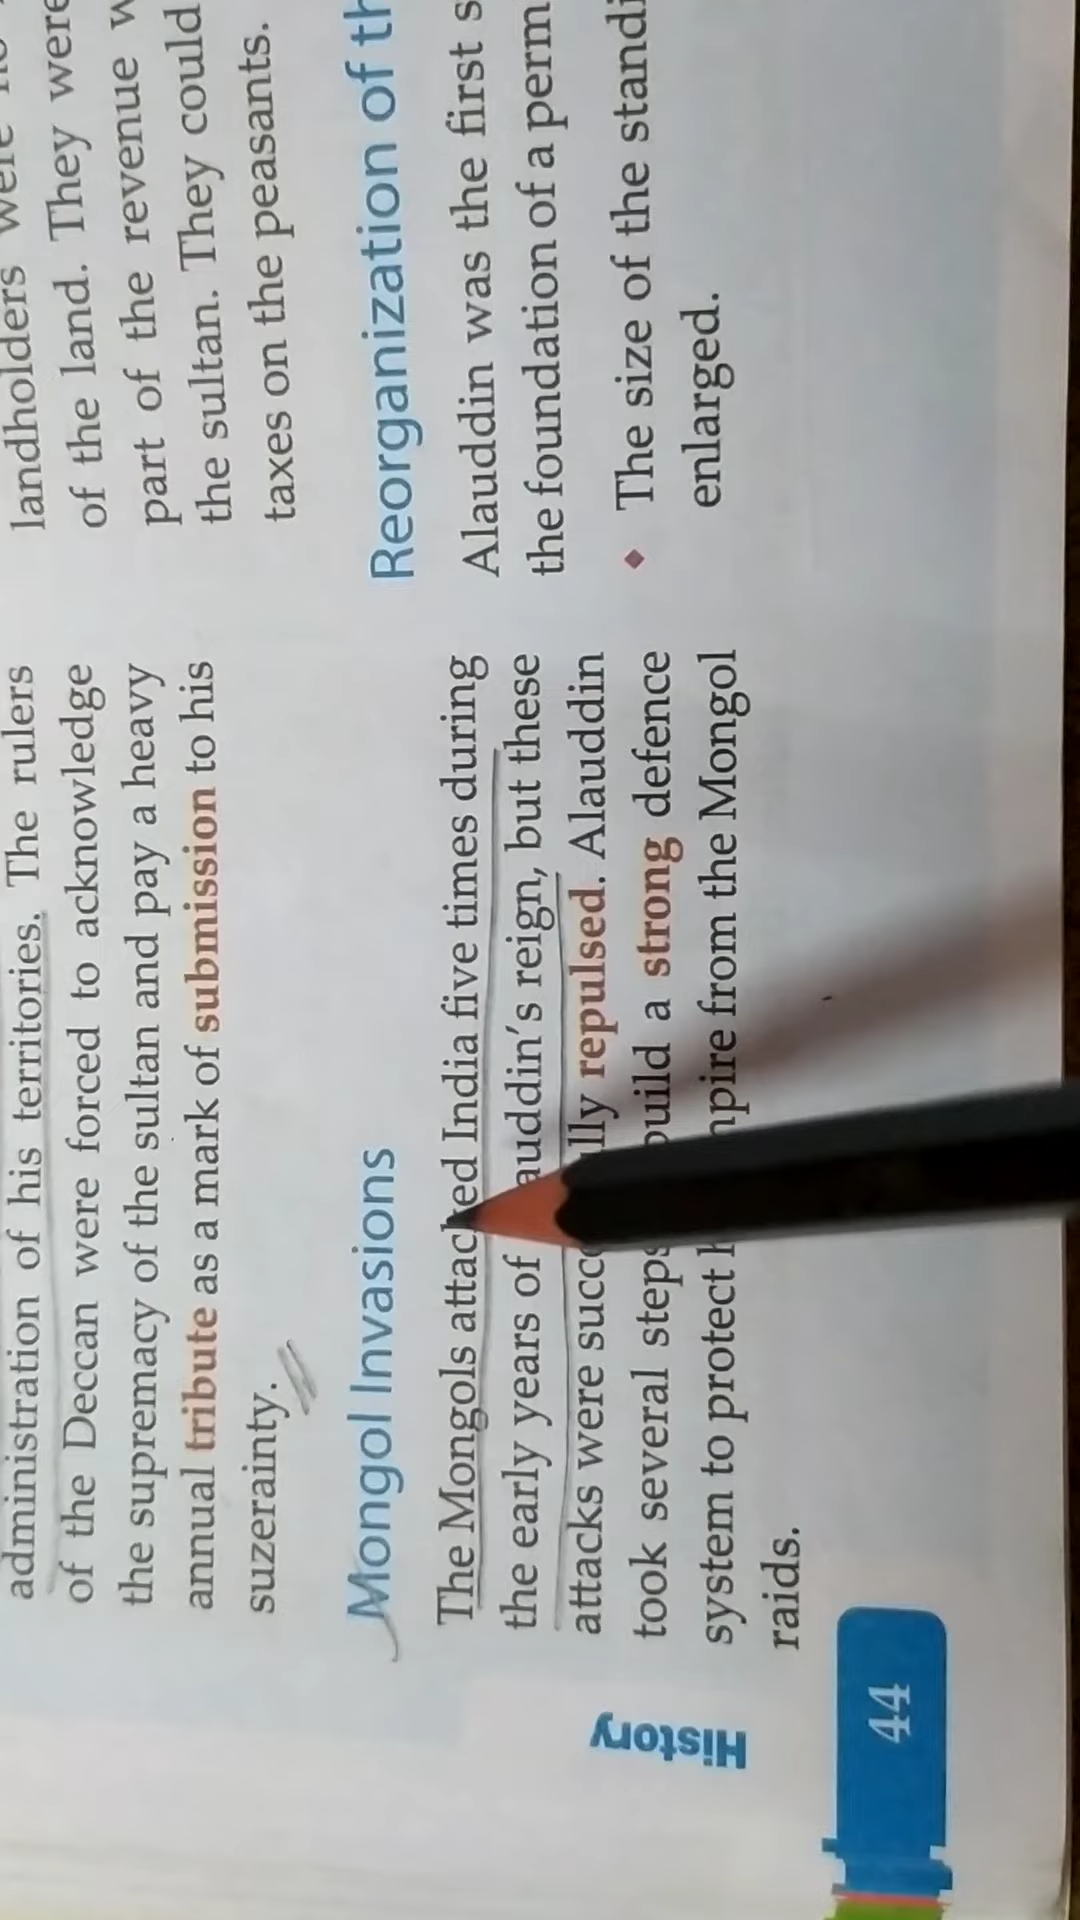 administration of his territories. The rulers
of the Deccan were forced to acknowledge
the supremacy of the sultan and pay a heavy
annual tribute as a mark of submission to his
suzerainty.
Mongol Invasions
The Mongols attacked India five times during
the early years of auddin's reign, but these
attacks were succ lly repulsed. Alauddin
took several steps build a strong defence
system to protect h mpire from the Mongol
raids.
landholders were
of the land. They were
part of the revenue w
the sultan. They could
taxes on the peasants.
Reorganization of th
Alauddin was the first s
the foundation of a perm
◆ The size of the standi
enlarged.
History
44